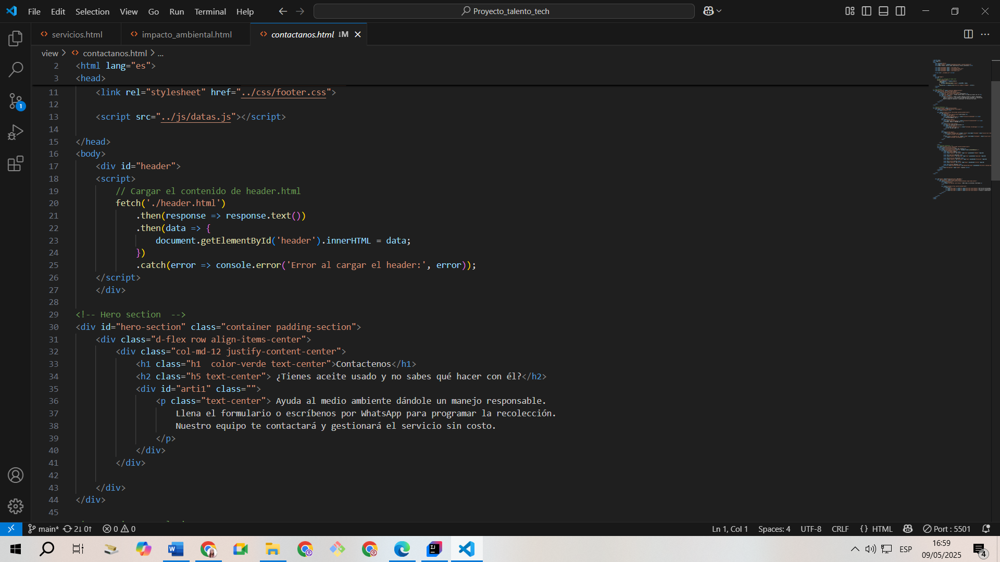 File Edit Selection View Go Run Terminal Help Proyecto_talento_tech
servicios.html impacto_ambiental.html contactanos.html ↓M
view > contactanos.html > ...
2 <html lang="es">
3 <head>
11 <link rel="stylesheet" href="../css/footer.css">
12
13 <script src="../js/datas.js"></script>
14
15 </head>
16 <body>
17 <div id="header">
18 <script>
19 // Cargar el contenido de header.html
20 fetch('./header.html')
21 .then(response => response.text())
22 .then(data => {
23 document.getElementById('header').innerHTML = data;
24 })
25 .catch(error => console.error('Error al cargar el header:', error));
26 </script>
27 </div>
28
29 <!-- Hero section  -->
30 <div id="hero-section" class="container padding-section">
31 <div class="d-flex row align-items-center">
32 <div class="col-md-12 justify-content-center">
33 <h1 class="h1  color-verde text-center">Contactenos</h1>
34 <h2 class="h5 text-center"> ¿Tienes aceite usado y no sabes qué hacer con él?</h2>
35 <div id="arti1" class="">
36 <p class="text-center"> Ayuda al medio ambiente dándole un manejo responsable.
37 Llena el formulario o escríbenos por WhatsApp para programar la recolección.
38 Nuestro equipo te contactará y gestionará el servicio sin costo.
39 </p>
40 </div>
41 </div>
42
43 </div>
44 </div>
45
1
main* 2↓ 0↑ 0 0 Ln 1, Col 1 Spaces: 4 UTF-8 CRLF {} HTML Port : 5501
ESP 16:59
09/05/2025 4